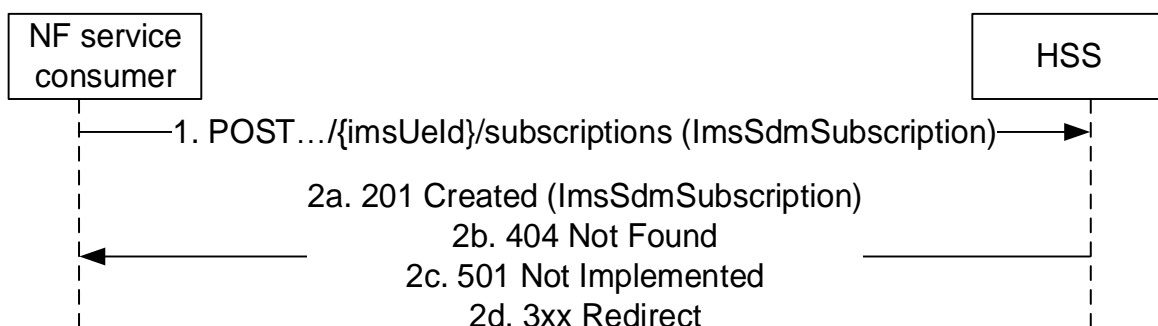 NF service
consumer
HSS
1. POST…/{imsUeId}/subscriptions (ImsSdmSubscription)
2a. 201 Created (ImsSdmSubscription)
2b. 404 Not Found
2c. 501 Not Implemented
2d. 3xx Redirect